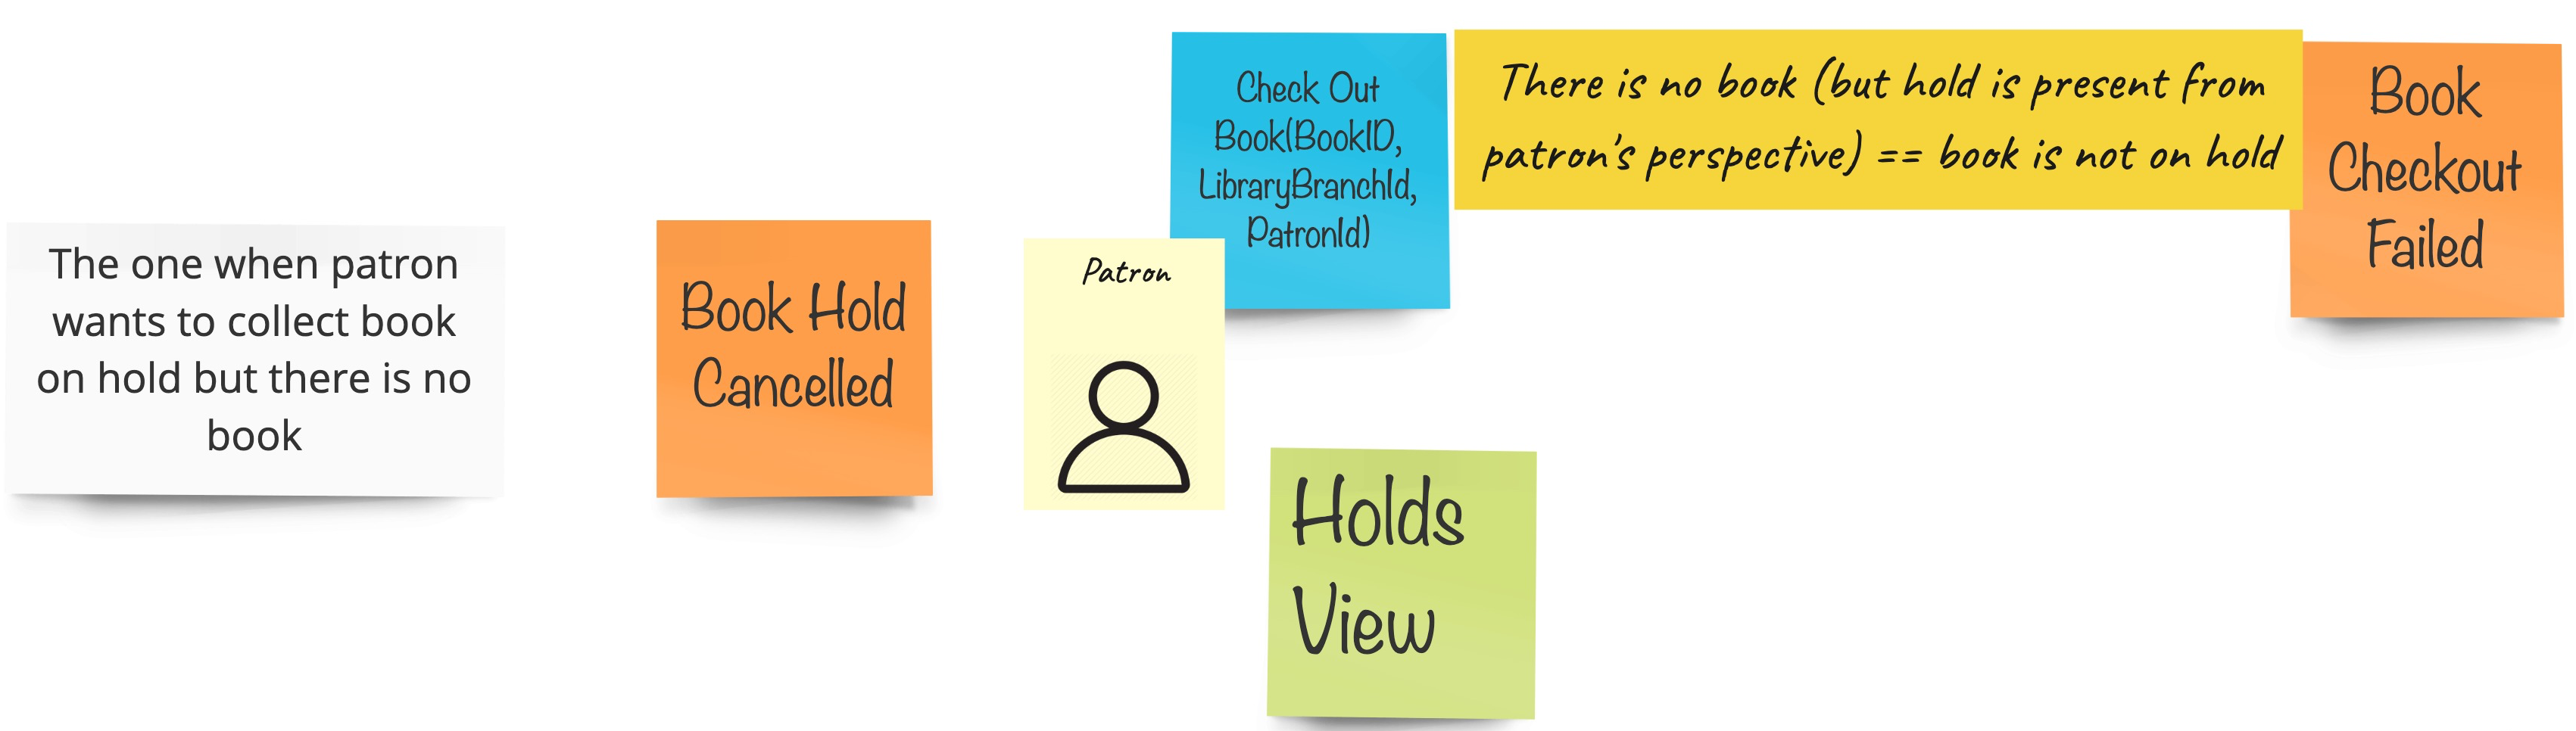 The one when patron
wants to collect book
on hold but there is no
book
Book Hold
Cancelled
Patron
Check Out
Book(BookID,
LibraryBranchId,
PatronId)
There is no book (but hold is present from
patron's perspective) == book is not on hold
Book
Checkout
Failed
Holds
View